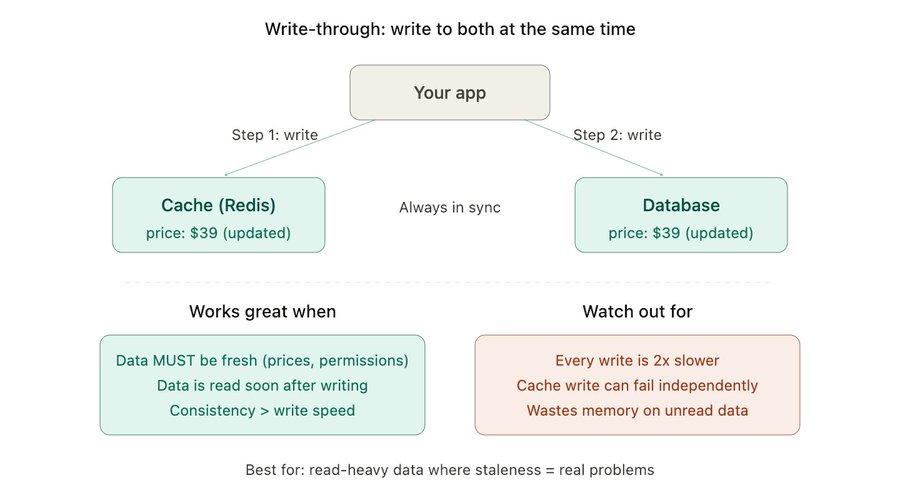 Write-through: write to both at the same time
Your app
Step 1: write
Step 2: write
Cache (Redis)
price: $39 (updated)
Always in sync
Database
price: $39 (updated)
Works great when
Data MUST be fresh (prices, permissions)
Data is read soon after writing
Consistency > write speed
Watch out for
Every write is 2x slower
Cache write can fail independently
Wastes memory on unread data
Best for: read-heavy data where staleness = real problems